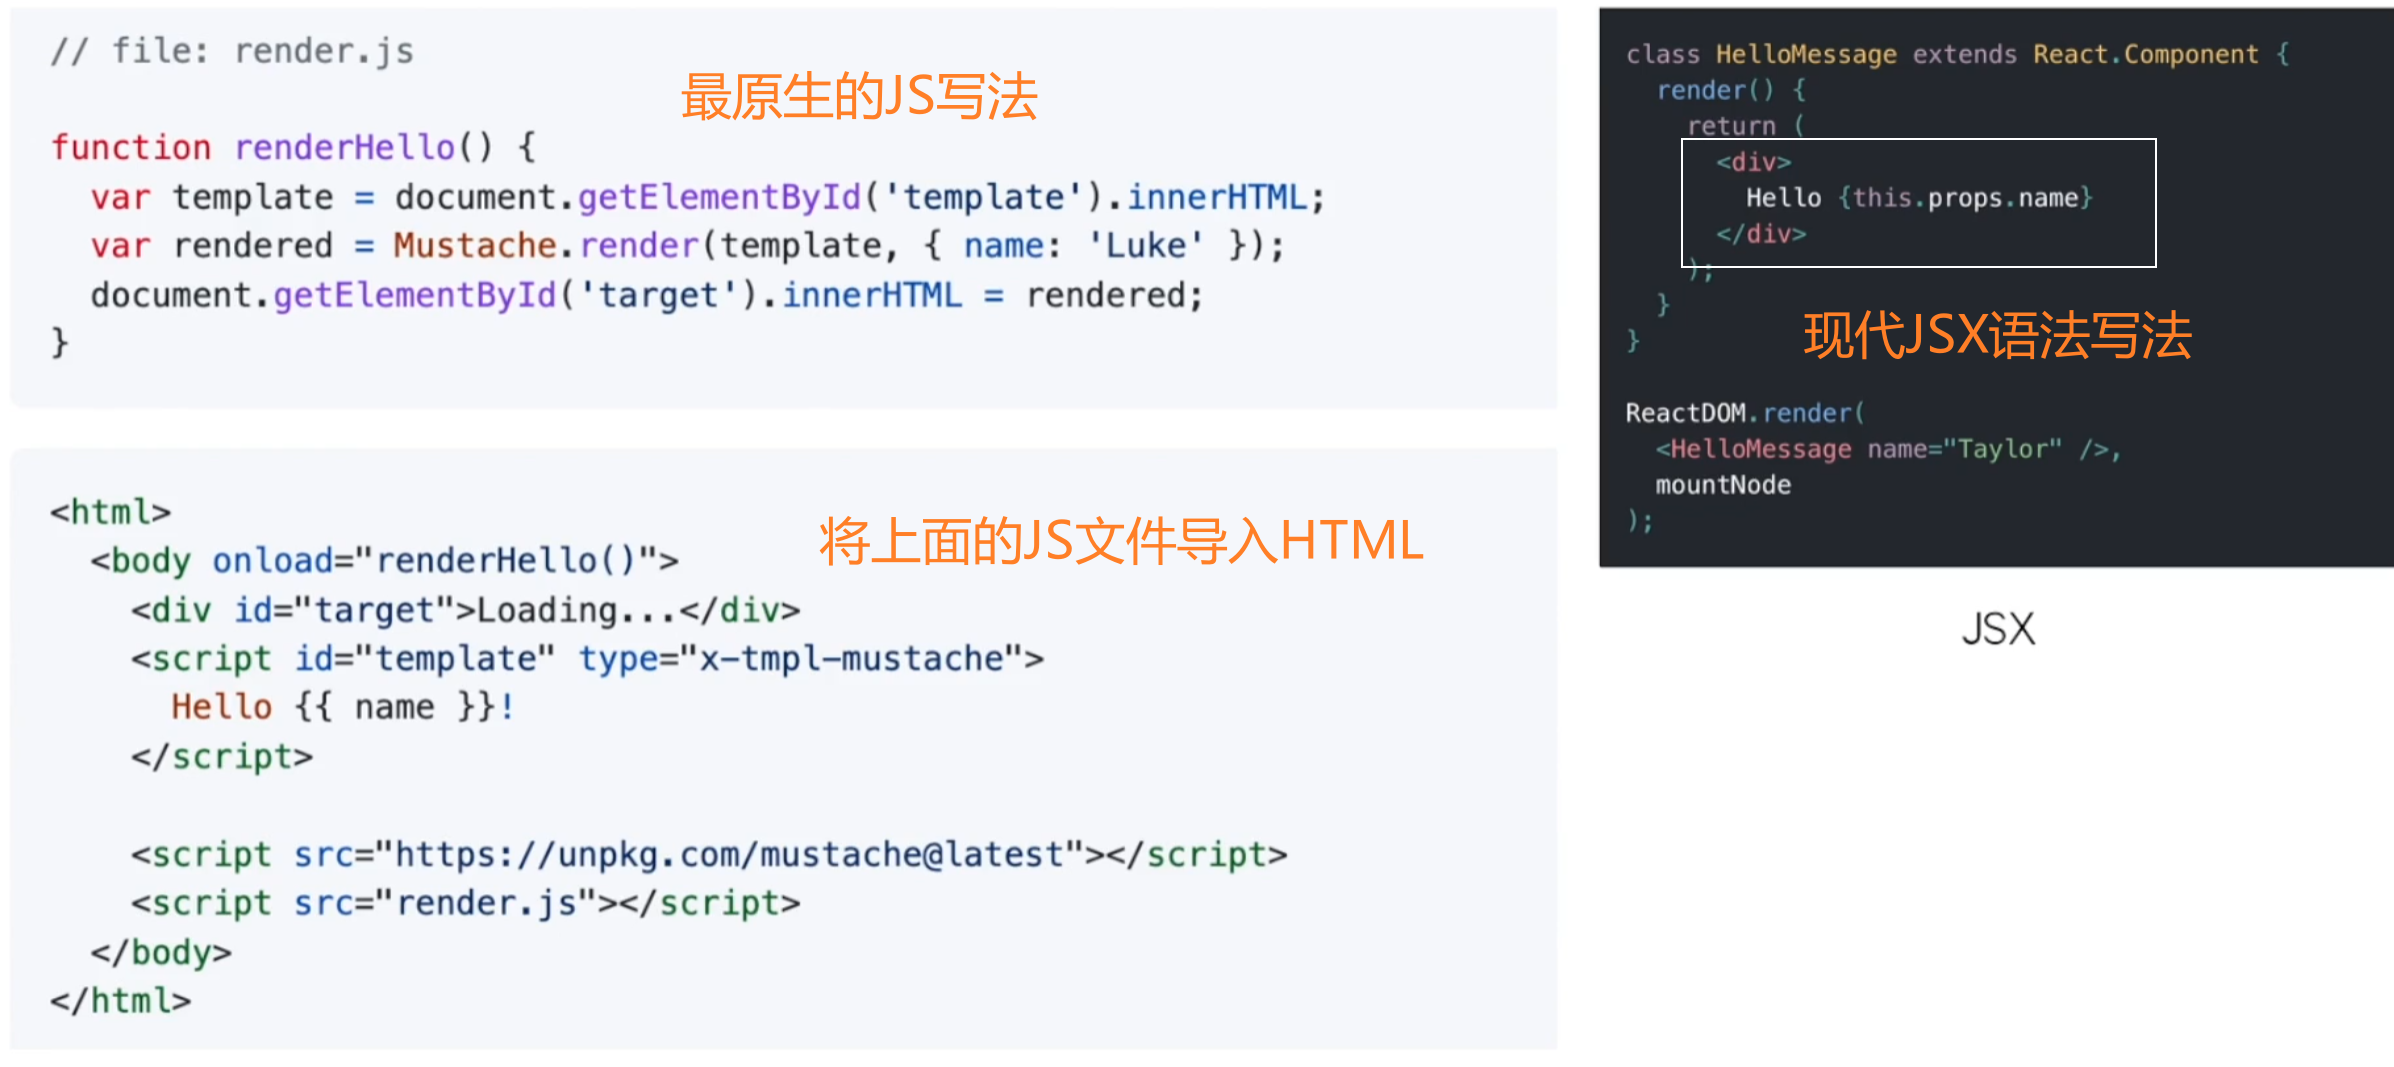 // file: render.js
最原生的JS写法
function renderHello() {
  var template = document.getElementById('template').innerHTML;
  var rendered = Mustache.render(template, { name: 'Luke' });
  document.getElementById('target').innerHTML = rendered;
}
将上面的JS文件导入HTML
<html>
  <body onload="renderHello()">
    <div id="target">Loading...</div>
    <script id="template" type="x-tmpl-mustache">
      Hello {{ name }}!
    </script>
    <script src="https://unpkg.com/mustache@latest"></script>
    <script src="render.js"></script>
  </body>
</html>
class HelloMessage extends React.Component {
  render() {
    return (
      <div>
        Hello {this.props.name}
      </div>
    );
  }
}
现代JSX语法写法
ReactDOM.render(
  <HelloMessage name="Taylor" />,
  mountNode
);
JSX